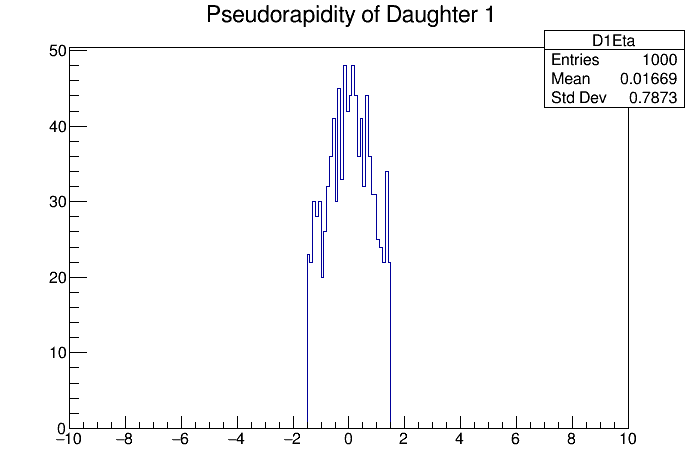 Pseudorapidity of Daughter 1
D1Eta
Entries 1000
Mean 0.01669
Std Dev 0.7873
50
40
30
20
10
0
−10 −8 −6 −4 −2 0 2 4 6 8 10